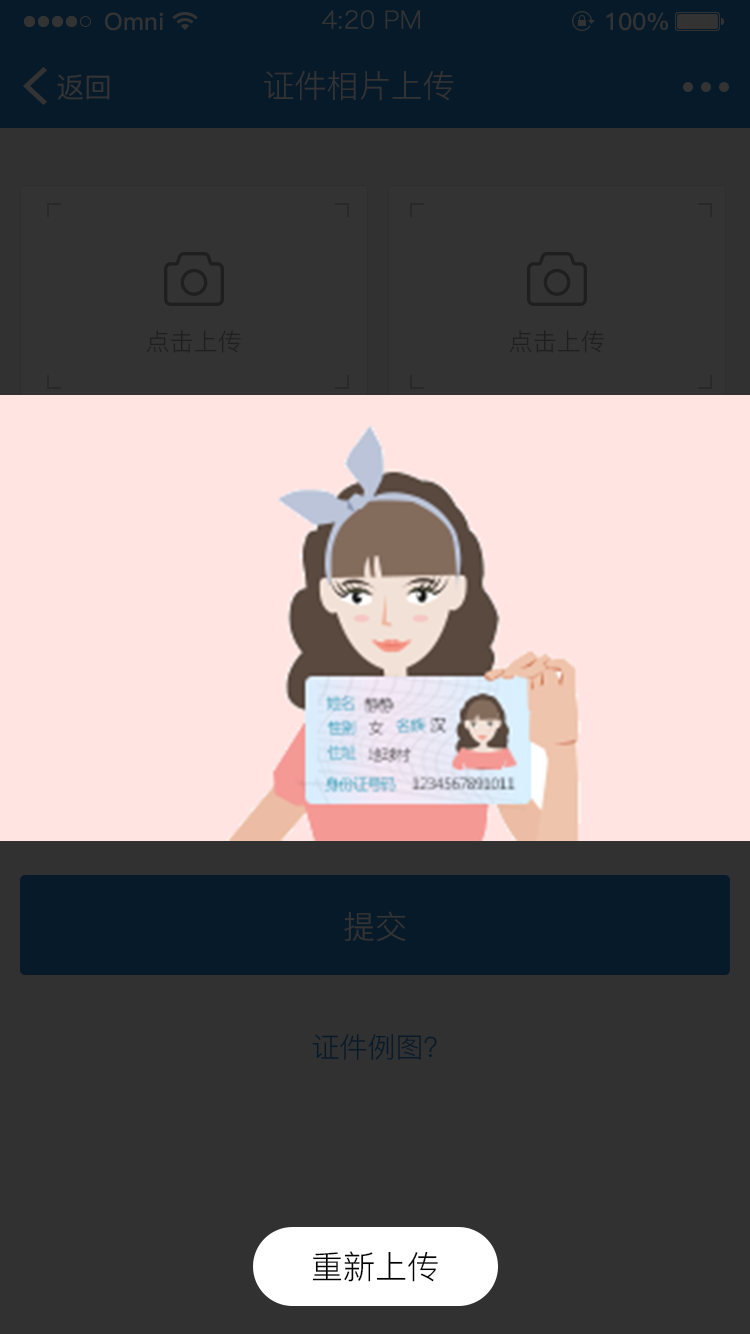 Omni 4:20 PM 100%
返回 证件相片上传
点击上传 点击上传
姓名 静静
性别 女 名族 汉
住址 地球村
身份证号码 1234567891011
提交
证件例图?
重新上传